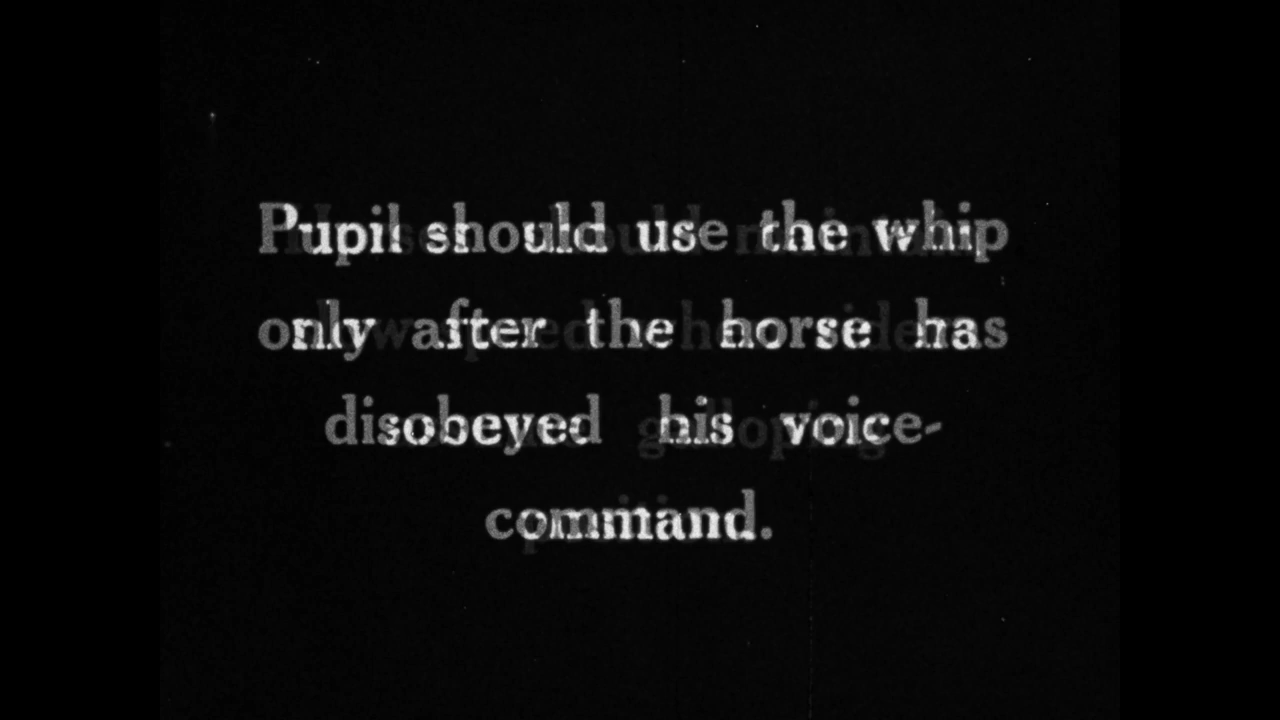 Pupil should use the whip
only after the horse has
disobeyed his voice-
command.